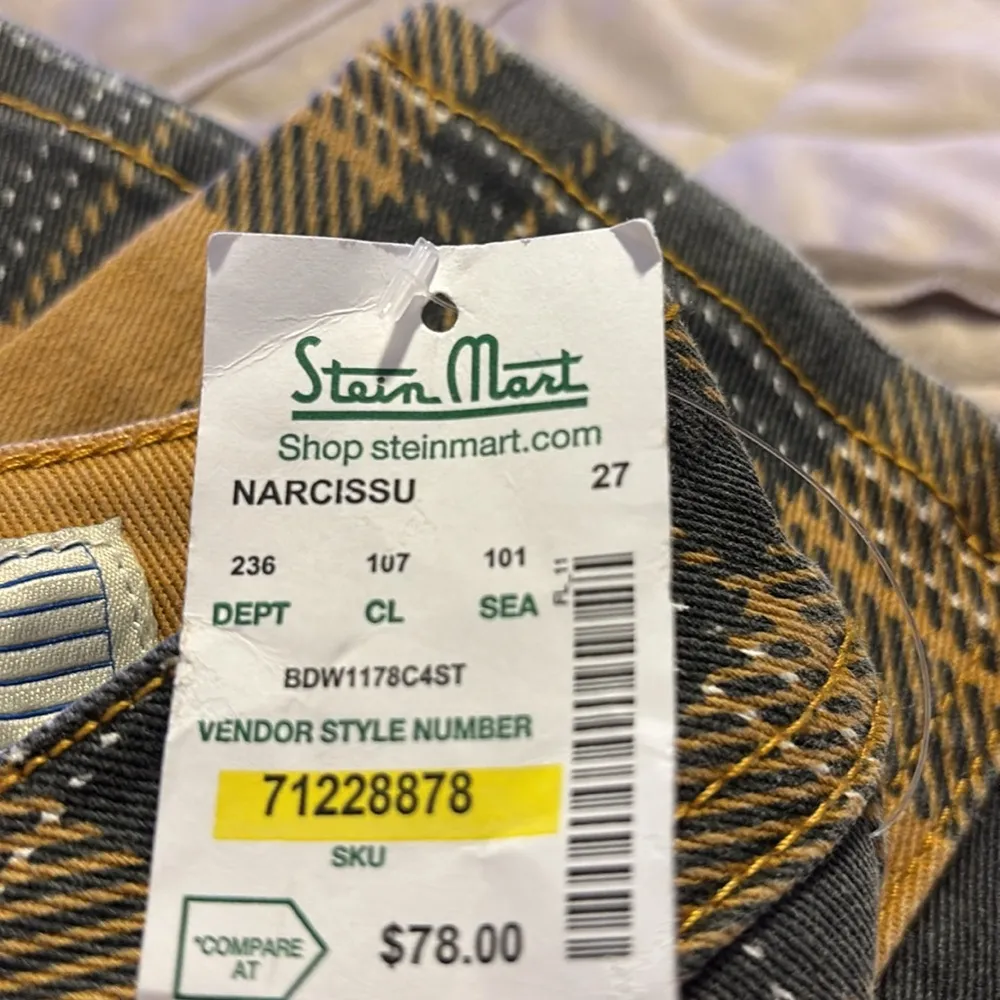 Stein Mart
Shop steinmart.com
NARCISSU 27
236 107 101
DEPT CL SEA
FL_11
BDW1178C4ST
VENDOR STYLE NUMBER
71228878
SKU
*COMPARE
AT
$78.00